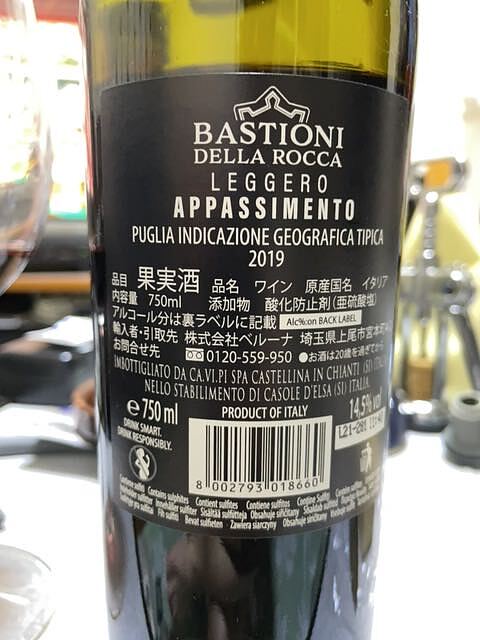 BASTIONI
DELLA ROCCA
LEGGERO
APPASSIMENTO
PUGLIA INDICAZIONE GEOGRAFICA TIPICA
2019
品目 果実酒 品名 ワイン 原産国名 イタリア
内容量 750ml 添加物 酸化防止剤(亜硫酸塩)
アルコール分は裏ラベルに記載 Alc%:on BACK LABEL
輸入者・引取先 株式会社ベルーナ 埼玉県上尾市宮本町
お問合せ先 0120-559-950 ●お酒は20歳を過ぎてから
IMBOTTIGLIATO DA CA.VI.PI SPA CASTELLINA IN CHIANTI (SI)
NELLO STABILIMENTO DI CASOLE D'ELSA (SI) ITALIA.
PRODUCT OF ITALY
℮ 750 ml 14,5% vol
DRINK SMART.
DRINK RESPONSIBLY.
8 002793 018660
Contains sulphites Contient sulfites Contiene sulfitos
Innehåller sulfiter Sisältää sulfiitteja Obsahuje siřičitany
Bevat sulfieten Zawiera siarczyny